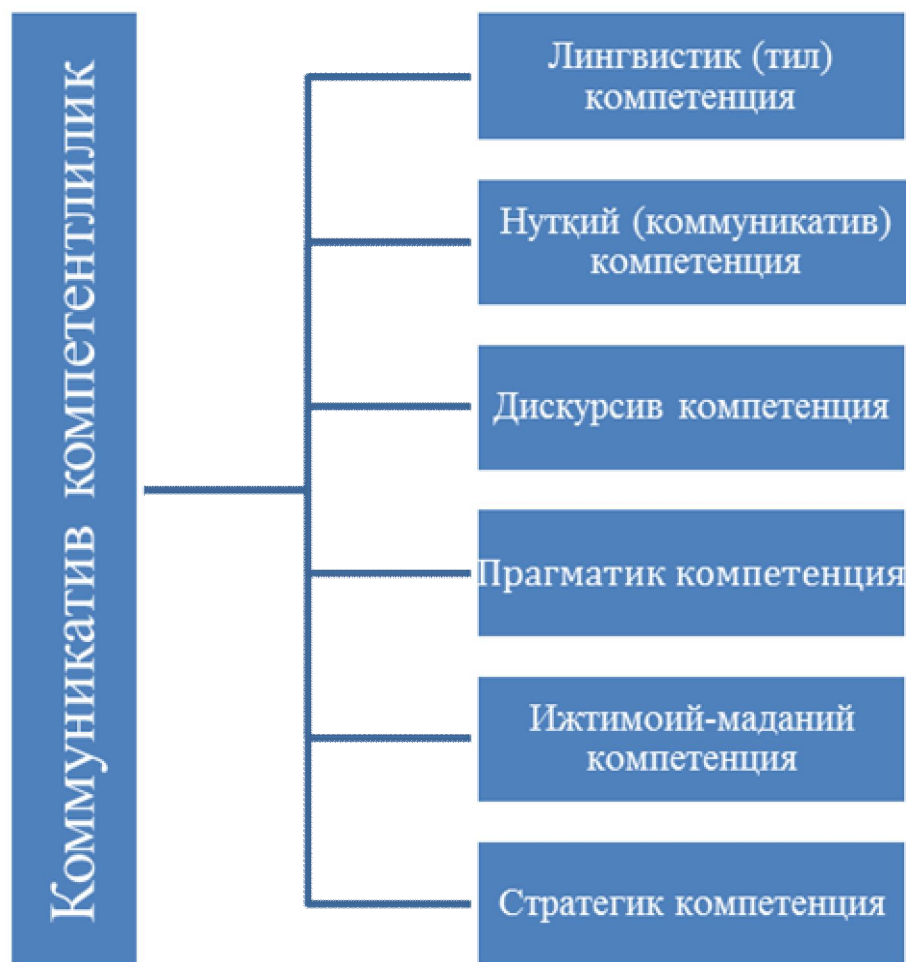 Коммуникатив компетентлилик
Лингвистик (тил)
компетенция
Нутқий (коммуникатив)
компетенция
Дискурсив компетенция
Прагматик компетенция
Ижтимоий-маданий
компетенция
Стратегик компетенция